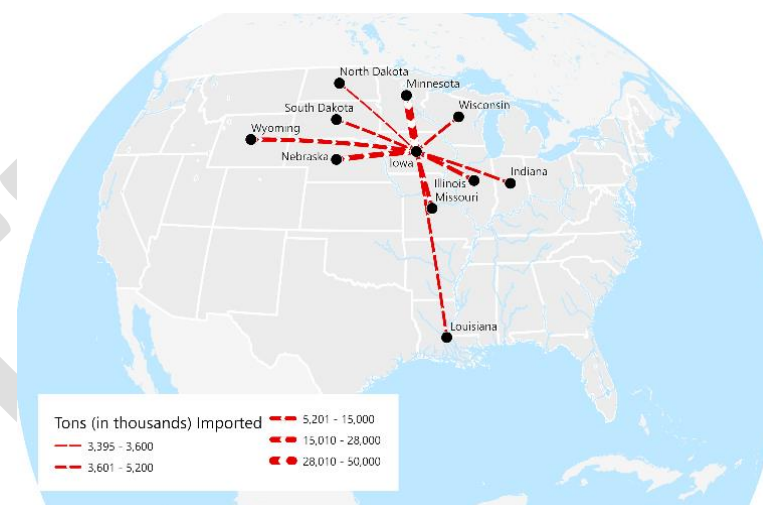 North Dakota
Minnesota
South Dakota
Wisconsin
Wyoming
Nebraska
Iowa
Illinois
Indiana
Missouri
Louisiana
Tons (in thousands) Imported
3,395 - 3,600
3,601 - 5,200
5,201 - 15,000
15,010 - 28,000
28,010 - 50,000